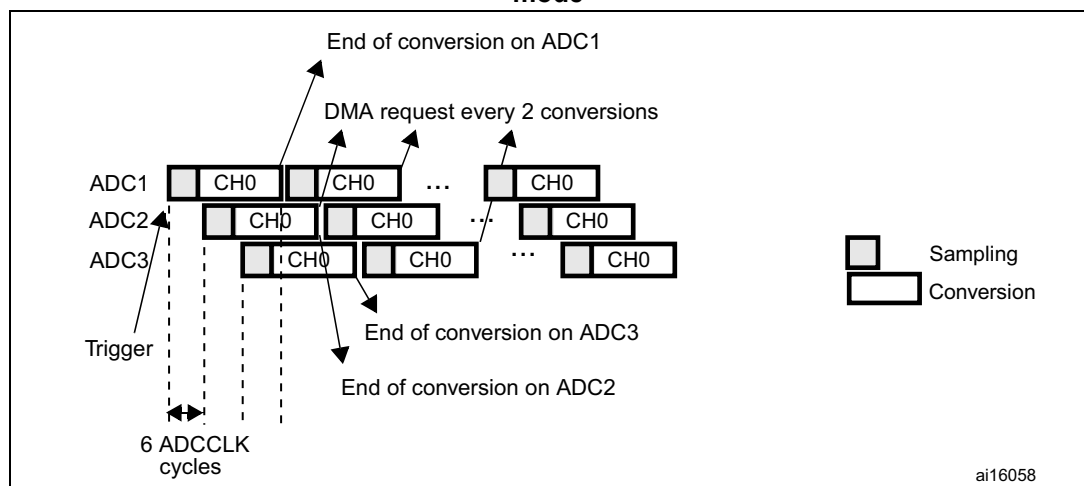 mode
End of conversion on ADC1
DMA request every 2 conversions
ADC1 CH0 CH0 ... CH0
ADC2 CH0 CH0 ... CH0
ADC3 CH0 CH0 ... CH0
Sampling
Conversion
End of conversion on ADC3
Trigger
End of conversion on ADC2
6 ADCCLK
cycles
ai16058